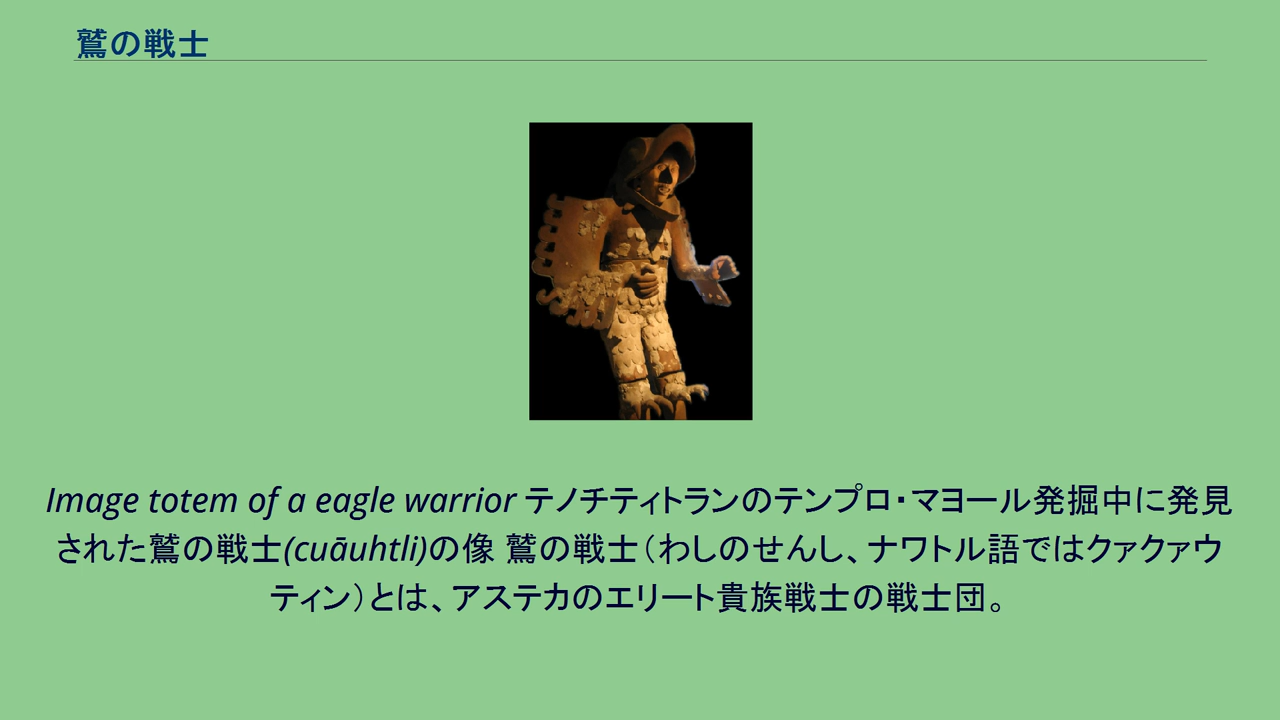 鷲の戦士
Image totem of a eagle warrior テノチティトランのテンプロ・マヨール発掘中に発見
された鷲の戦士(cuāuhtli)の像 鷲の戦士（わしのせんし、ナワトル語ではクァクァウ
ティン）とは、アステカのエリート貴族戦士の戦士団。